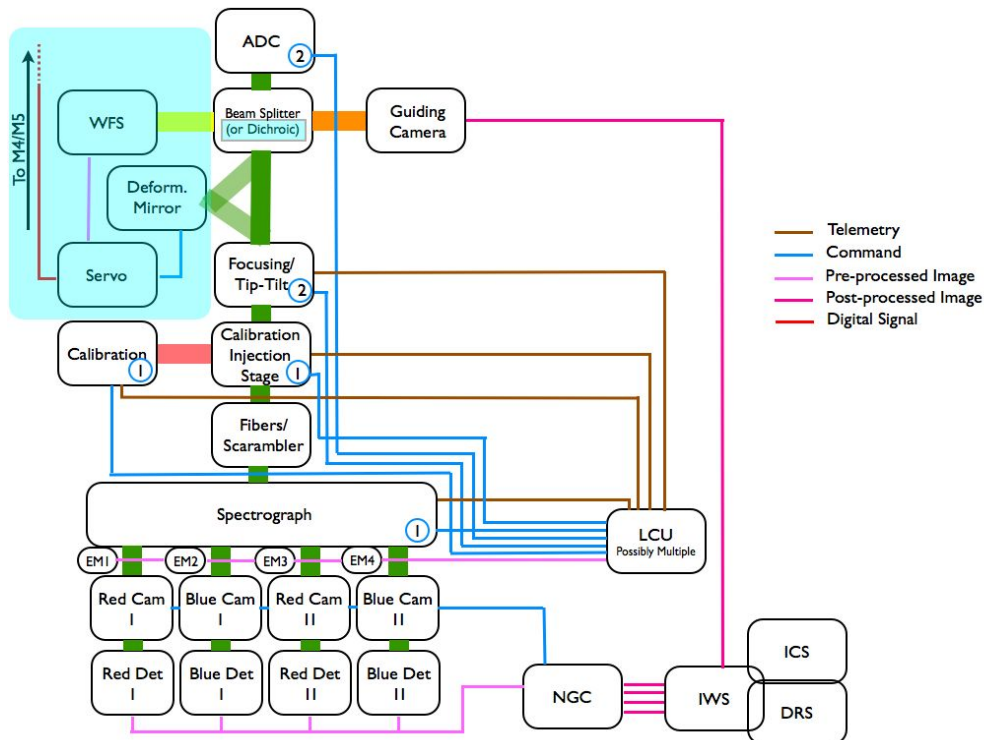 ADC
2
To M4/M5
WFS
Beam Splitter
(or Dichroic)
Guiding
Camera
Deform.
Mirror
Servo
Focusing/
Tip-Tilt
2
Telemetry
Command
Pre-processed Image
Post-processed Image
Digital Signal
Calibration
1
Calibration
Injection
Stage
1
Fibers/
Scarambler
Spectrograph
1
LCU
Possibly Multiple
EM1
EM2
EM3
EM4
Red Cam
I
Blue Cam
I
Red Cam
II
Blue Cam
II
Red Det
I
Blue Det
I
Red Det
II
Blue Det
II
NGC
IWS
ICS
DRS